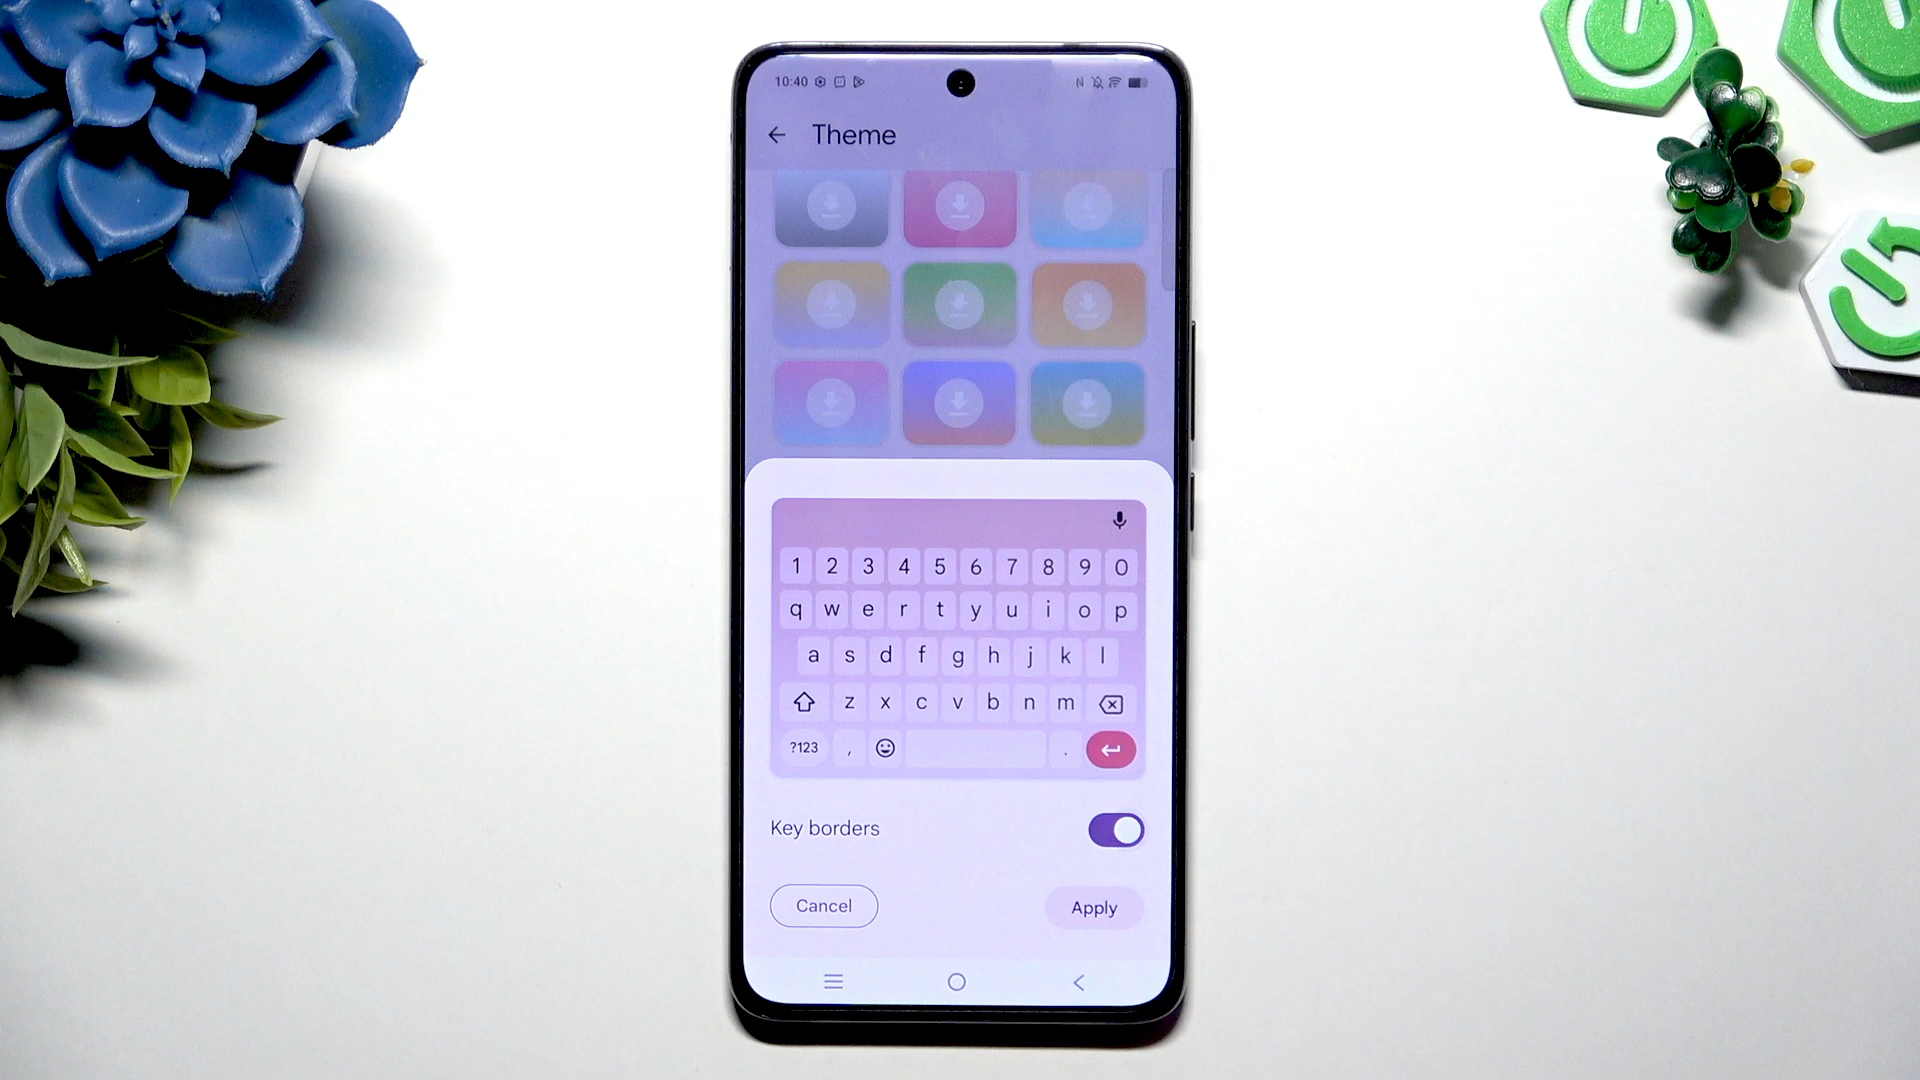 10:40
Theme
1 2 3 4 5 6 7 8 9 0
q w e r t y u i o p
a s d f g h j k l
z x c v b n m
?123 , .
Key borders
Cancel Apply